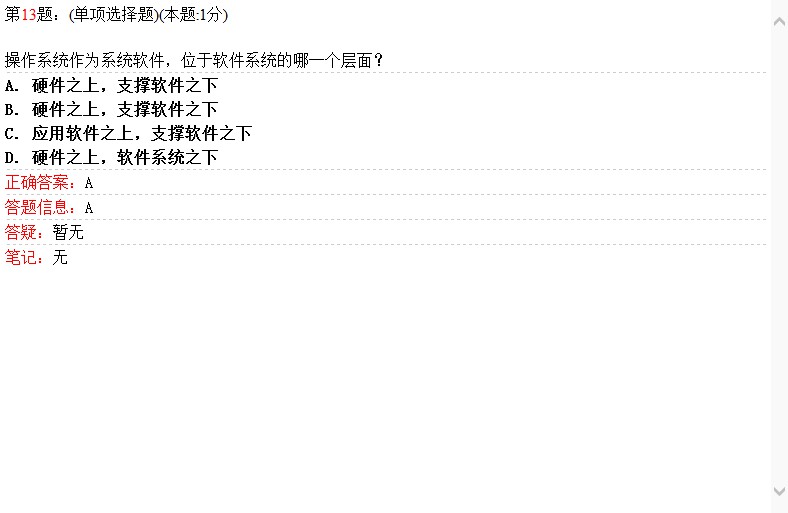 第13题：(单项选择题)(本题:1分)
操作系统作为系统软件，位于软件系统的哪一个层面？
A. 硬件之上，支撑软件之下
B. 硬件之上，支撑软件之下
C. 应用软件之上，支撑软件之下
D. 硬件之上，软件系统之下
正确答案：A
答题信息：A
答疑：暂无
笔记：无